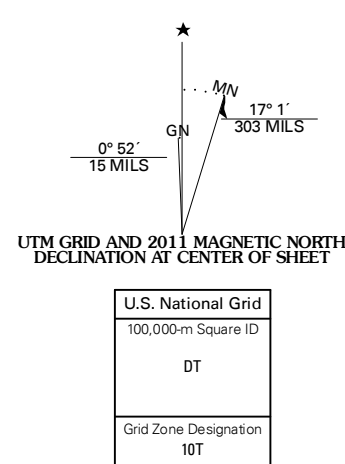 MN
GN
17° 1´
303 MILS
0° 52´
15 MILS
UTM GRID AND 2011 MAGNETIC NORTH
DECLINATION AT CENTER OF SHEET
U.S. National Grid
100,000-m Square ID
DT
Grid Zone Designation
10T